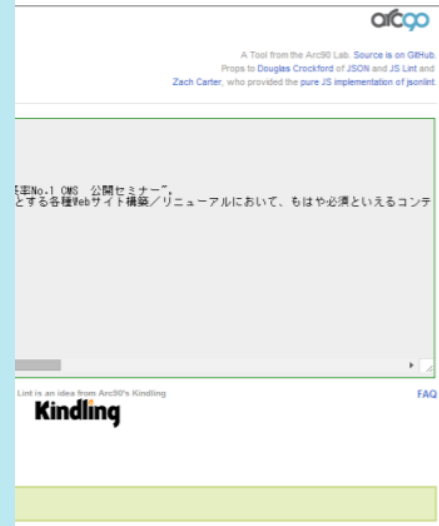 arc90
A Tool from the Arc90 Lab. Source is on GitHub.
Props to Douglas Crockford of JSON and JS Lint and
Zach Carter, who provided the pure JS implementation of jsonlint.
率No.1 CMS 公開セミナー",
とする各種Webサイト構築／リニューアルにおいて、もはや必須といえるコンテ
Lint is an idea from Arc90's Kindling
FAQ
Kindling